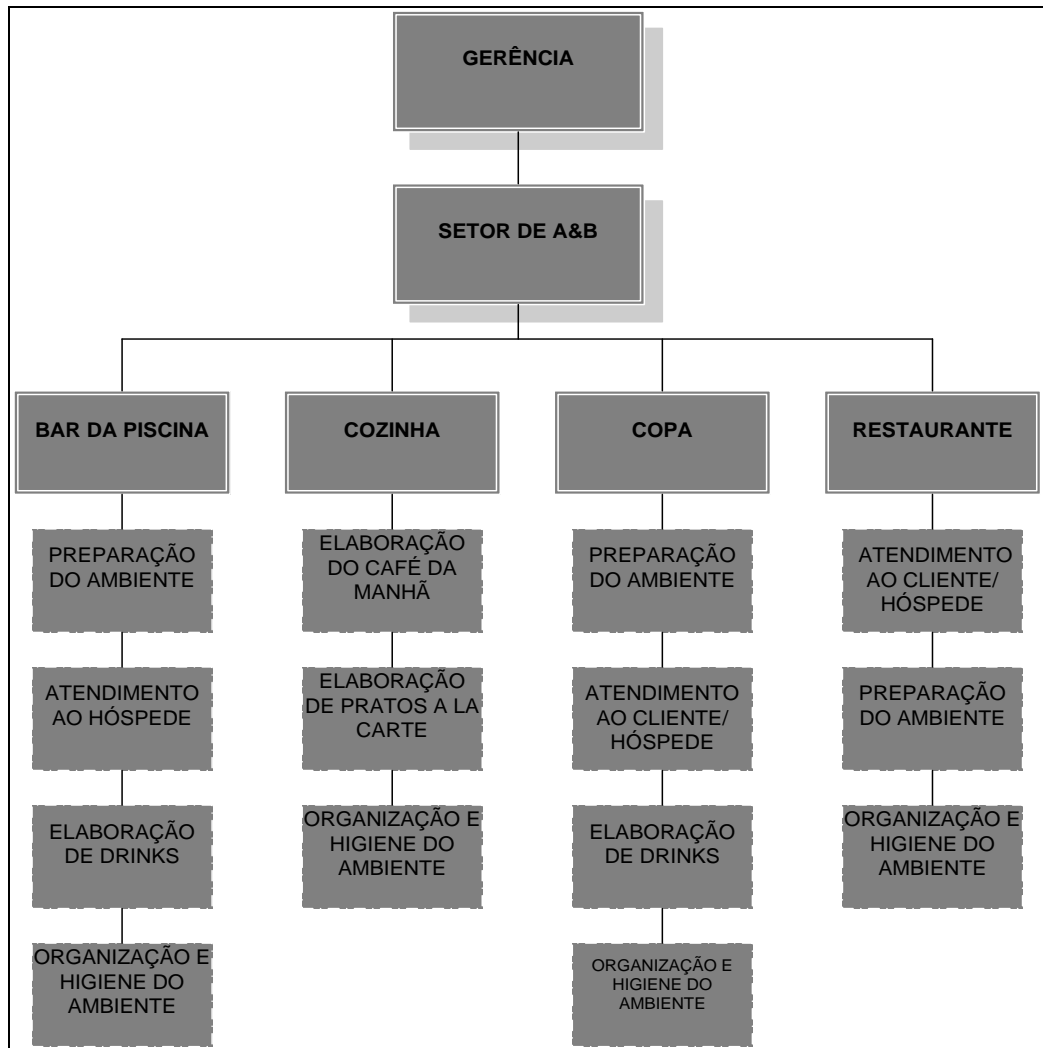 GERÊNCIA
SETOR DE A&B
BAR DA PISCINA
COZINHA
COPA
RESTAURANTE
PREPARAÇÃO
DO AMBIENTE
ELABORAÇÃO
DO CAFÉ DA
MANHÃ
PREPARAÇÃO
DO AMBIENTE
ATENDIMENTO
AO CLIENTE/
HÓSPEDE
ATENDIMENTO
AO HÓSPEDE
ELABORAÇÃO
DE PRATOS A LA
CARTE
ATENDIMENTO
AO CLIENTE/
HÓSPEDE
PREPARAÇÃO
DO AMBIENTE
ELABORAÇÃO
DE DRINKS
ORGANIZAÇÃO E
HIGIENE DO
AMBIENTE
ELABORAÇÃO
DE DRINKS
ORGANIZAÇÃO E
HIGIENE DO
AMBIENTE
ORGANIZAÇÃO E
HIGIENE DO
AMBIENTE
ORGANIZAÇÃO E
HIGIENE DO
AMBIENTE